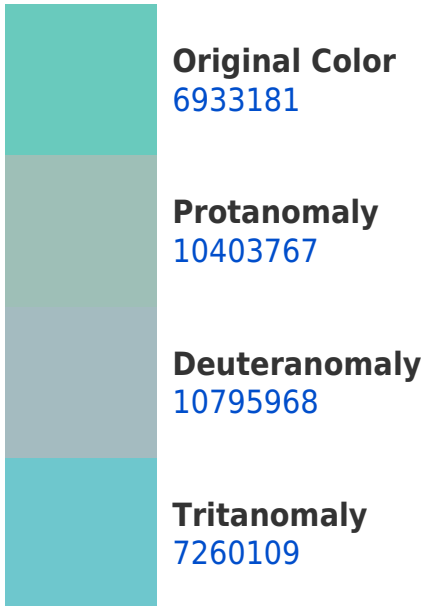 Original Color
6933181
Protanomaly
10403767
Deuteranomaly
10795968
Tritanomaly
7260109